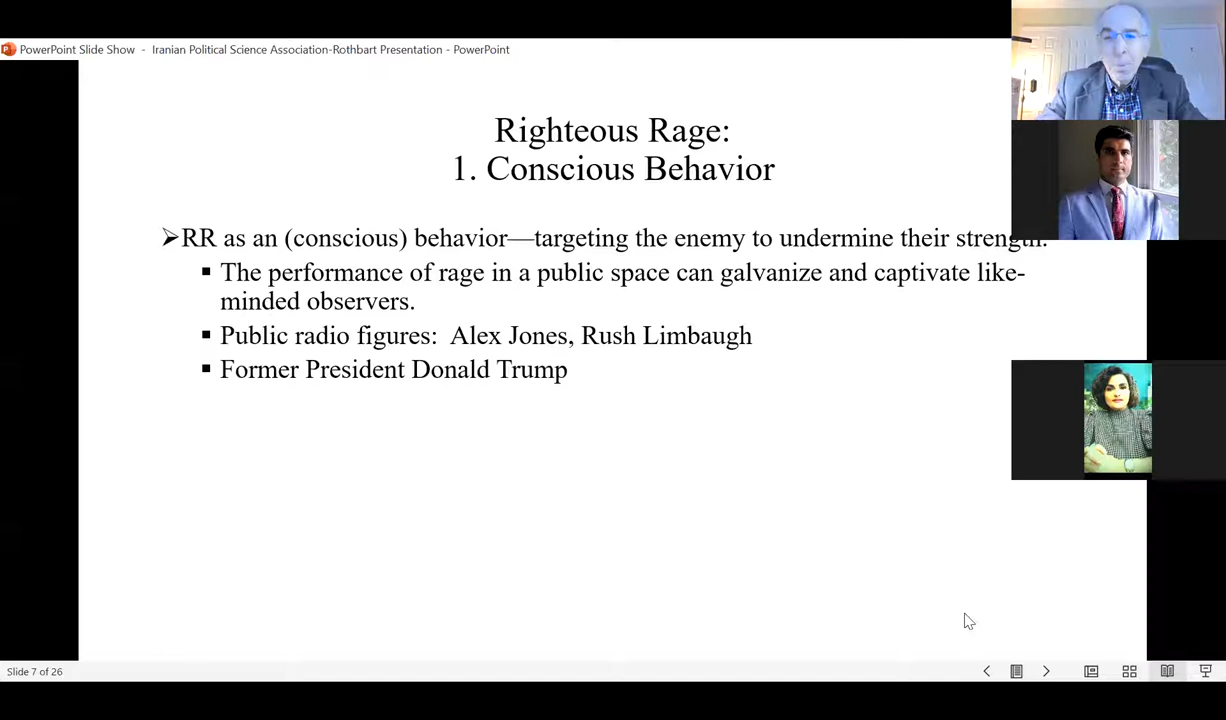 PowerPoint Slide Show - Iranian Political Science Association-Rothbart Presentation - PowerPoint
Righteous Rage:
1. Conscious Behavior
RR as an (conscious) behavior—targeting the enemy to undermine their strength.
The performance of rage in a public space can galvanize and captivate like-
minded observers.
Public radio figures: Alex Jones, Rush Limbaugh
Former President Donald Trump
Slide 7 of 26